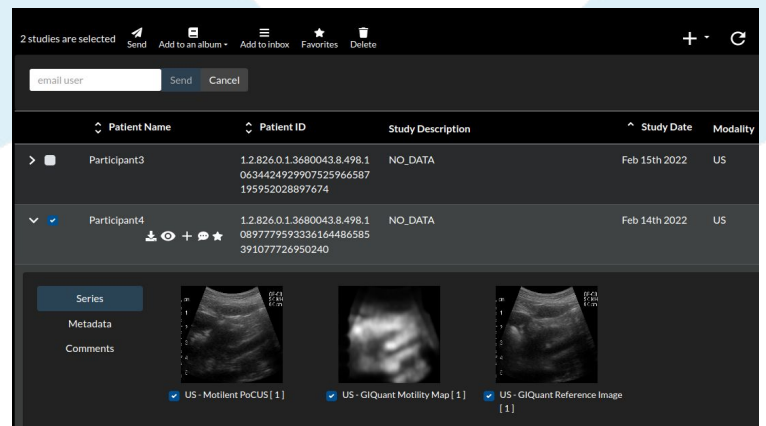 2 studies are selected
Send
Add to an album
Add to inbox
Favorites
Delete
email user
Send
Cancel
Patient Name
Patient ID
Study Description
Study Date
Modality
Participant3
1.2.826.0.1.3680043.8.498.1
0634424929907525966587
195952028897674
NO_DATA
Feb 15th 2022
US
Participant4
1.2.826.0.1.3680043.8.498.1
0897779593336164486585
391077726950240
NO_DATA
Feb 14th 2022
US
Series
Metadata
Comments
US - Motilent PoCUS [ 1 ]
US - GIQuant Motility Map [ 1 ]
US - GIQuant Reference Image
[ 1 ]